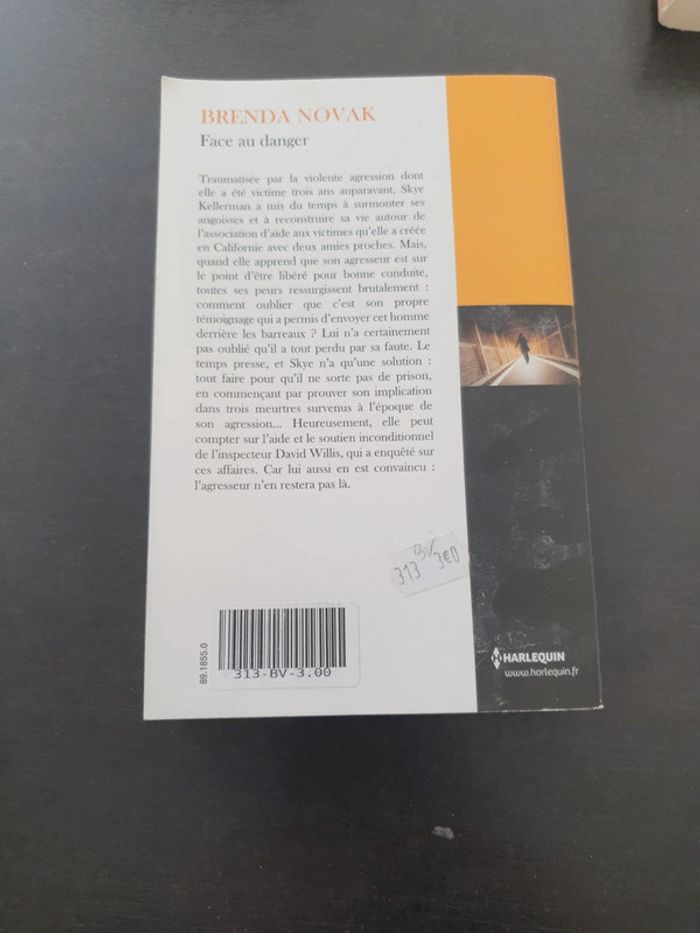 BRENDA NOVAK
Face au danger
Traumatisée par la violente agression dont
elle a été victime trois ans auparavant, Skye
Kellerman a mis du temps à surmonter ses
angoisses et à reconstruire sa vie autour de
l'association d'aide aux victimes qu'elle a créée
en Californie avec deux amies proches. Mais,
quand elle apprend que son agresseur est sur
le point d'être libéré pour bonne conduite,
toutes ses peurs ressurgissent brutalement :
comment oublier que c'est son propre
témoignage qui a permis d'envoyer cet homme
derrière les barreaux ? Lui n'a certainement
pas oublié qu'il a tout perdu par sa faute. Le
temps presse, et Skye n'a qu'une solution :
tout faire pour qu'il ne sorte pas de prison,
en commençant par prouver son implication
dans trois meurtres survenus à l'époque de
son agression... Heureusement, elle peut
compter sur l'aide et le soutien inconditionnel
de l'inspecteur David Willis, qui a enquêté sur
ces affaires. Car lui aussi en est convaincu :
l'agresseur n'en restera pas là.
313 BV 3€0
89.1855.0
313-BV-3.00
HARLEQUIN
www.harlequin.fr